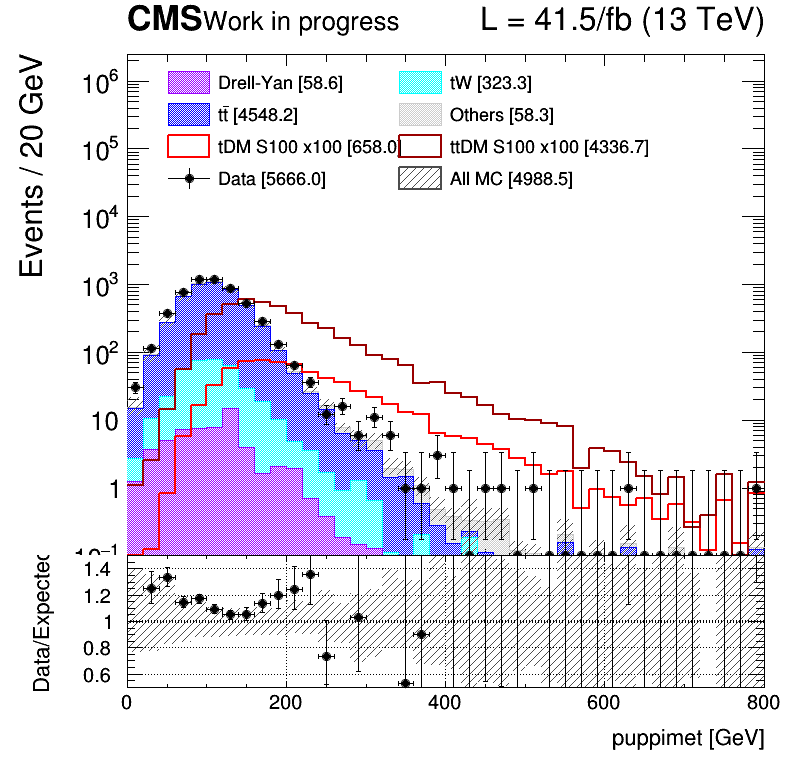 CMS Work in progress L = 41.5/fb (13 TeV)
Events / 20 GeV
10⁶
10⁵
10⁴
10³
10²
10
1
10⁻¹
Drell-Yan [58.6] tW [323.3]
tt̄ [4548.2] Others [58.3]
tDM S100 x100 [658.0] ttDM S100 x100 [4336.7]
Data [5666.0] All MC [4988.5]
Data/Expected
1.4
1.2
1
0.8
0.6
0 200 400 600 800
puppimet [GeV]